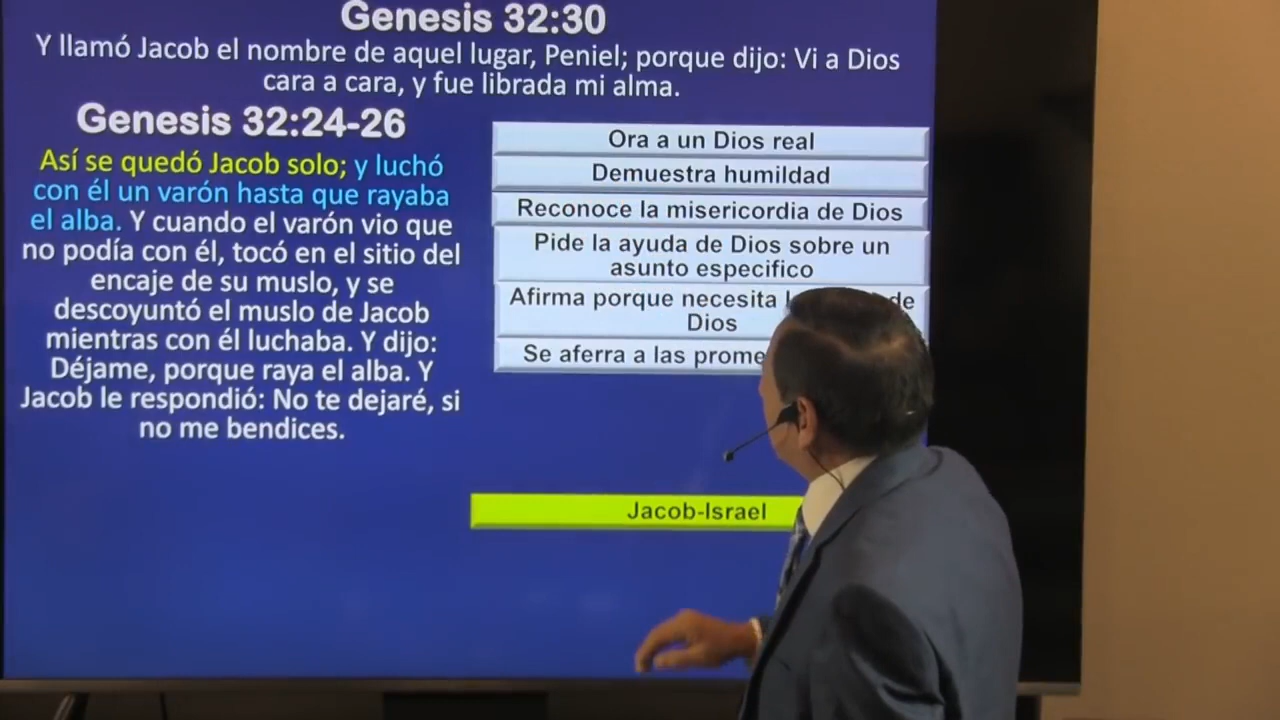 Genesis 32:30
Y llamó Jacob el nombre de aquel lugar, Peniel; porque dijo: Vi a Dios
cara a cara, y fue librada mi alma.
Genesis 32:24-26
Así se quedó Jacob solo; y luchó
con él un varón hasta que rayaba
el alba. Y cuando el varón vio que
no podía con él, tocó en el sitio del
encaje de su muslo, y se
descoyuntó el muslo de Jacob
mientras con él luchaba. Y dijo:
Déjame, porque raya el alba. Y
Jacob le respondió: No te dejaré, si
no me bendices.
Ora a un Dios real
Demuestra humildad
Reconoce la misericordia de Dios
Pide la ayuda de Dios sobre un
asunto especifico
Afirma porque necesita de
Dios
Se aferra a las
Jacob-Israel